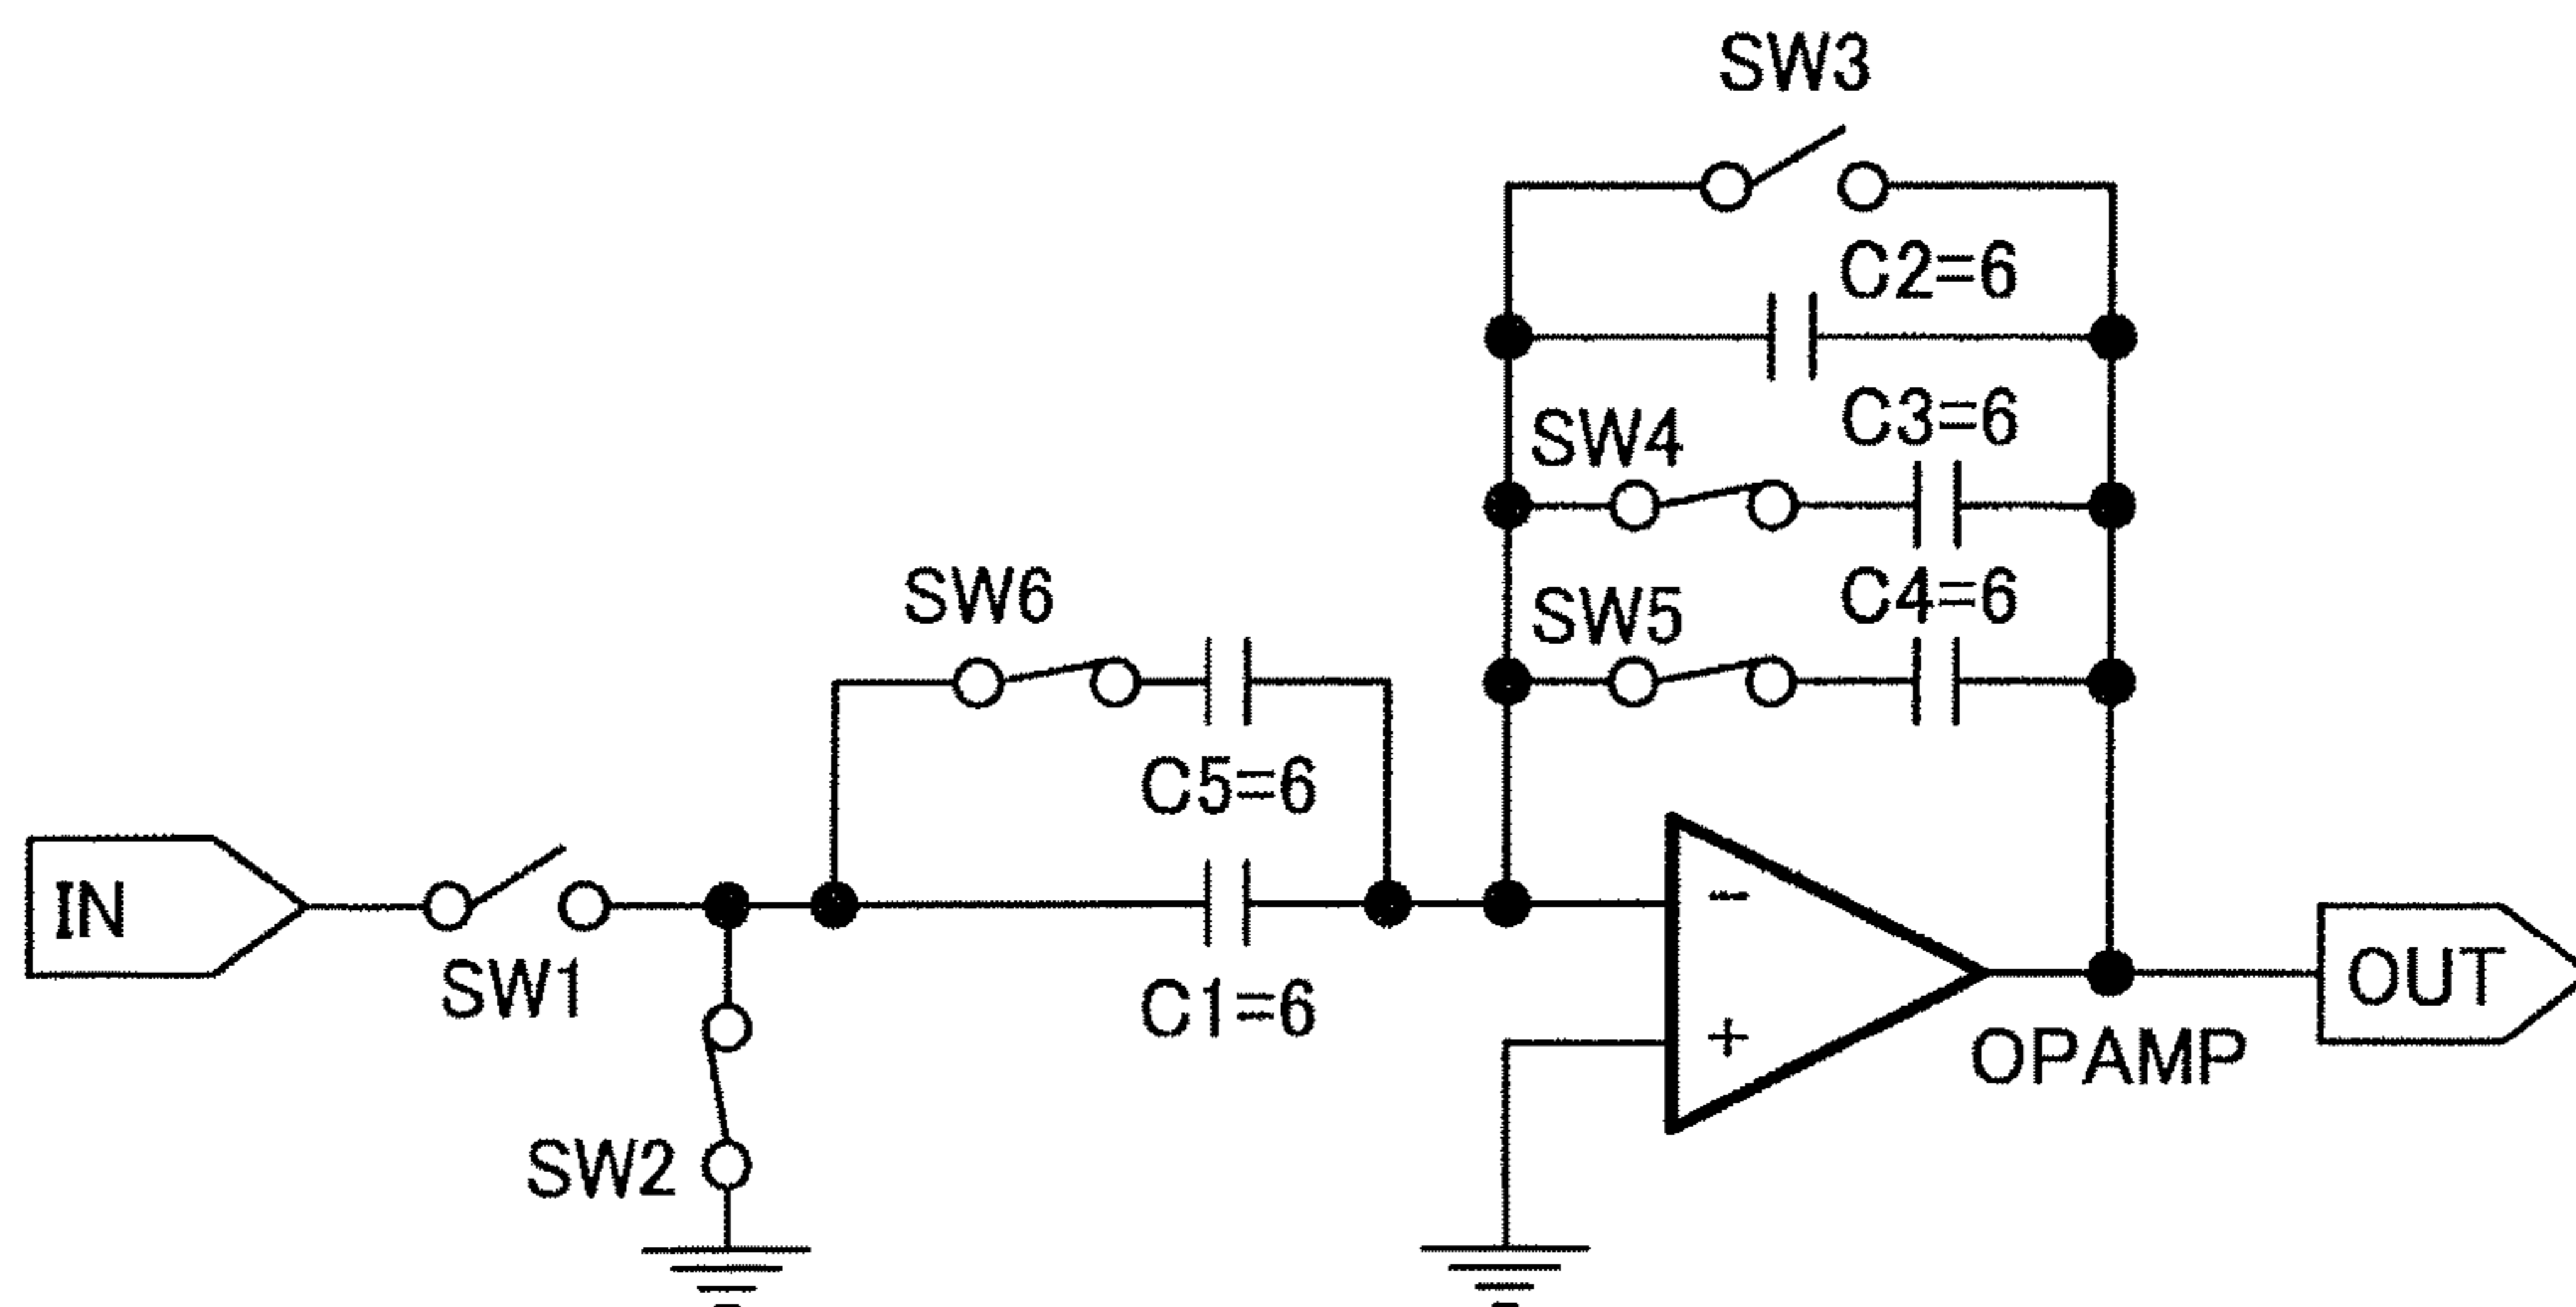 SW3
C2=6
C3=6
SW4
C4=6
SW5
SW6
C5=6
IN
SW1
C1=6
−
+
OUT
OPAMP
SW2